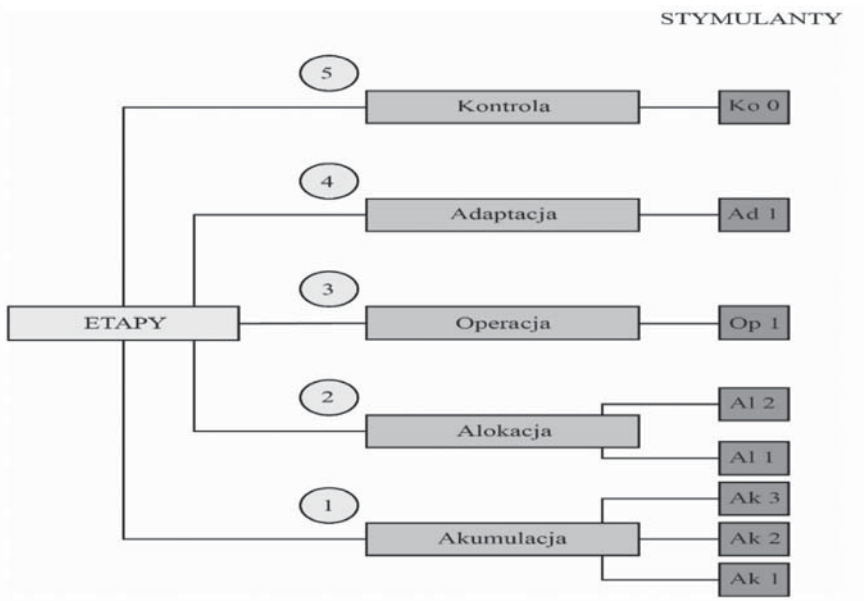 STYMULANTY
5
Kontrola
Ko 0
4
Adaptacja
Ad 1
3
ETAPY
Operacja
Op 1
2
Alokacja
Al 2
Al 1
1
Akumulacja
Ak 3
Ak 2
Ak 1